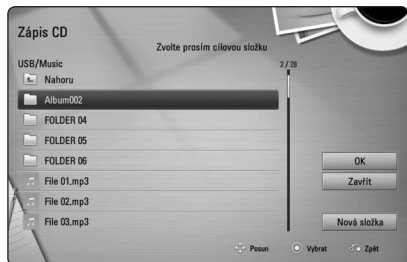 Zápis CD
Zvolte prosím cílovou složku
USB/Music
2 / 28
Nahoru
Album002
FOLDER 04
FOLDER 05
FOLDER 06
File 01.mp3
File 02.mp3
File 03.mp3
OK
Zavřít
Nová složka
Posun
Vybrat
Zpět